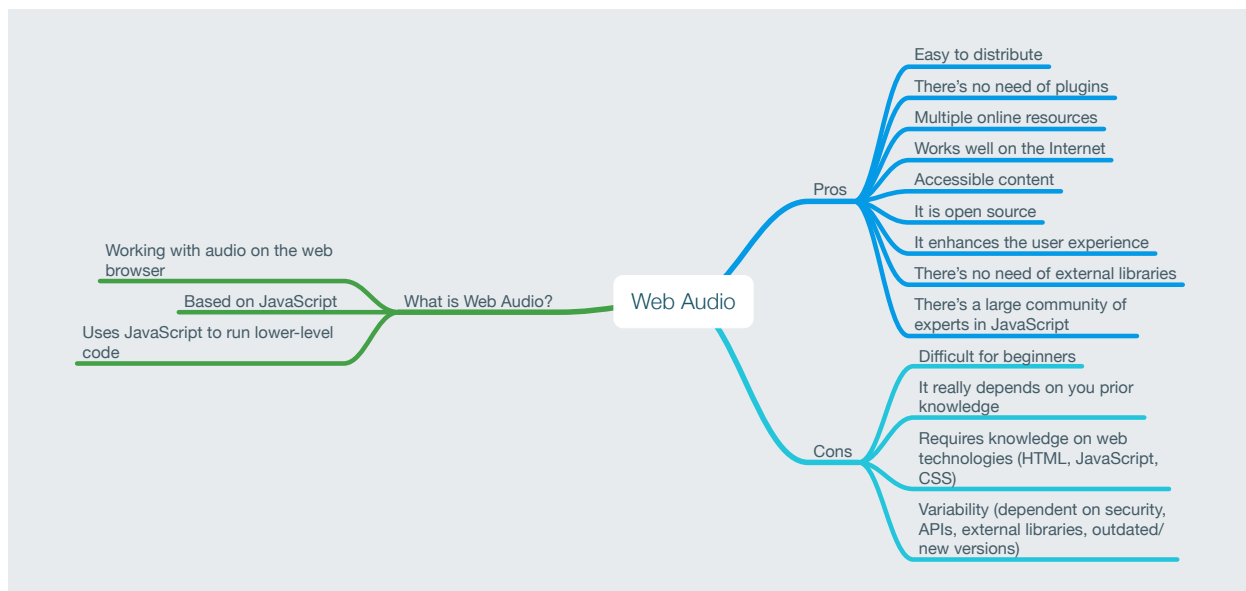 Web Audio
What is Web Audio?
Working with audio on the web
browser
Based on JavaScript
Uses JavaScript to run lower-level
code
Pros
Easy to distribute
There's no need of plugins
Multiple online resources
Works well on the Internet
Accessible content
It is open source
It enhances the user experience
There's no need of external libraries
There's a large community of
experts in JavaScript
Cons
Difficult for beginners
It really depends on you prior
knowledge
Requires knowledge on web
technologies (HTML, JavaScript,
CSS)
Variability (dependent on security,
APIs, external libraries, outdated/
new versions)